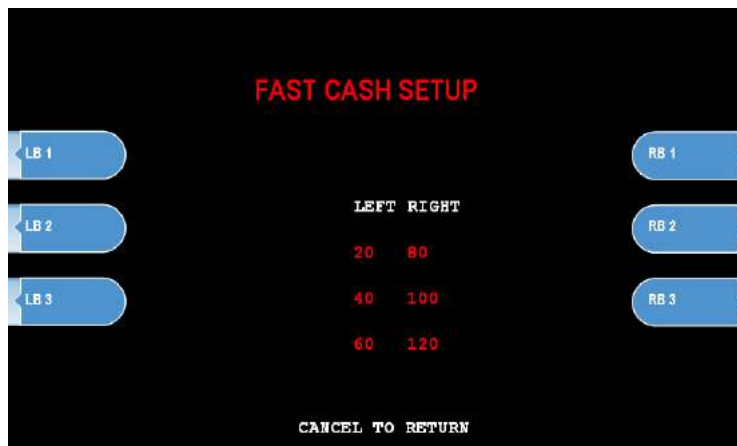 FAST CASH SETUP
LB 1
RB 1
LEFT RIGHT
LB 2
RB 2
20 80
LB 3
40 100
RB 3
60 120
CANCEL TO RETURN